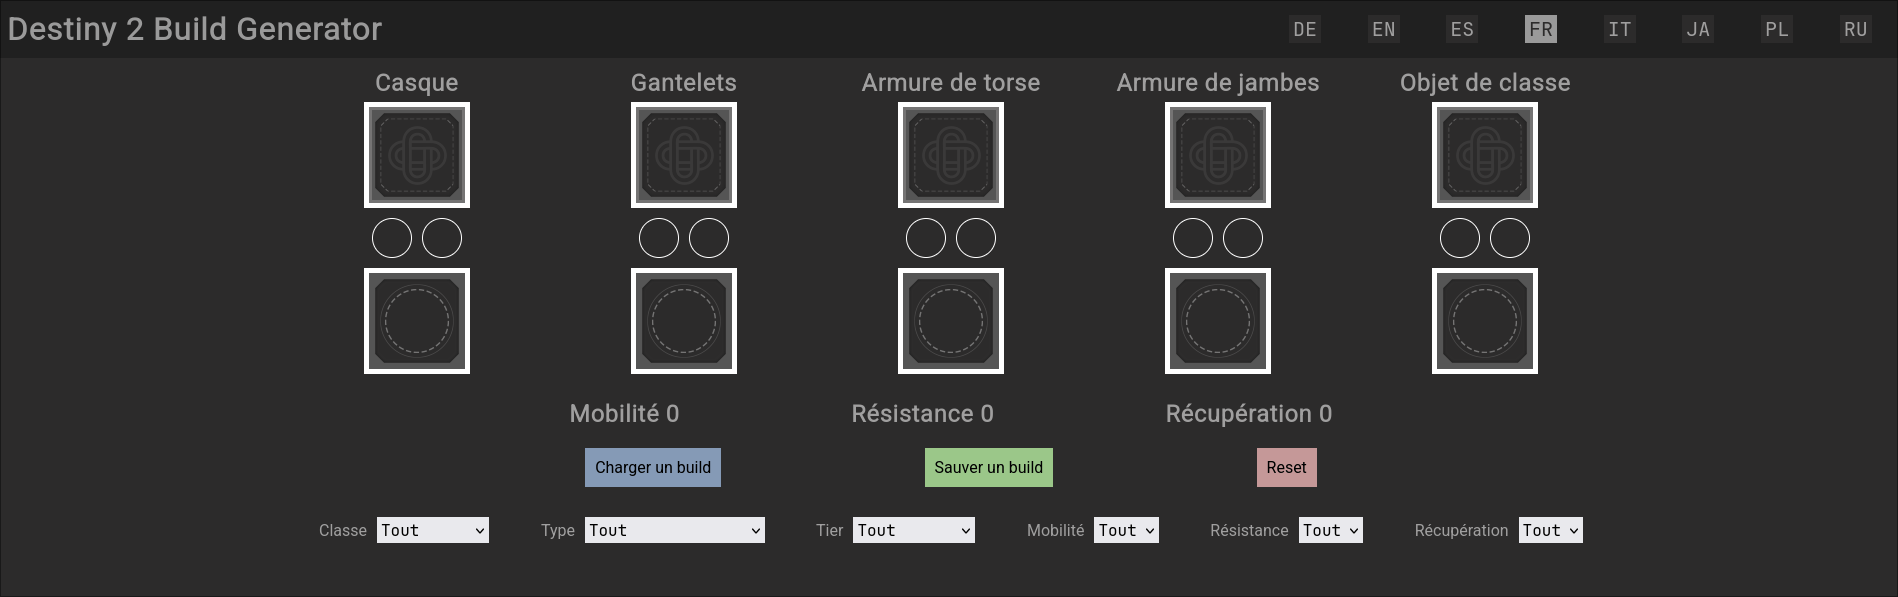 Destiny 2 Build Generator DE EN ES FR IT JA PL RU
Casque Gantelets Armure de torse Armure de jambes Objet de classe
Mobilité 0 Résistance 0 Récupération 0
Charger un build Sauver un build Reset
Classe Tout Type Tout Tier Tout Mobilité Tout Résistance Tout Récupération Tout